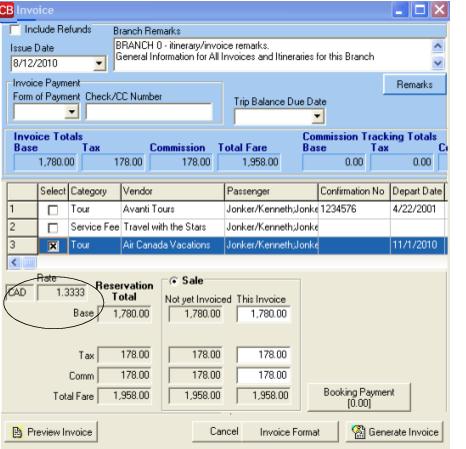 CB Invoice
Include Refunds
Branch Remarks
BRANCH 0 - itinerary/invoice remarks.
General Information for All Invoices and Itineraries for this Branch
Issue Date
8/12/2010
Remarks
Invoice Payment
Form of Payment Check/CC Number
Trip Balance Due Date
Invoice Totals Commission Tracking Totals
Base Tax Commission Total Fare Base Tax
1,780.00 178.00 178.00 1,958.00 0.00 0.00
Select Category Vendor Passenger Confirmation No Depart Date
1 Tour Avanti Tours Jonker/Kenneth;Jonke 1234576 4/22/2001
2 Service Fee Travel with the Stars Jonker/Kenneth;Jonke
3 Tour Air Canada Vacations Jonker/Kenneth;Jonke 11/1/2010
Rate
CAD 1.3333
Reservation Total
Sale
Not yet Invoiced This Invoice
Base 1,780.00 1,780.00 1,780.00
Tax 178.00 178.00 178.00
Comm 178.00 178.00 178.00
Total Fare 1,958.00 1,958.00 1,958.00
Booking Payment
[0.00]
Preview Invoice Cancel Invoice Format Generate Invoice